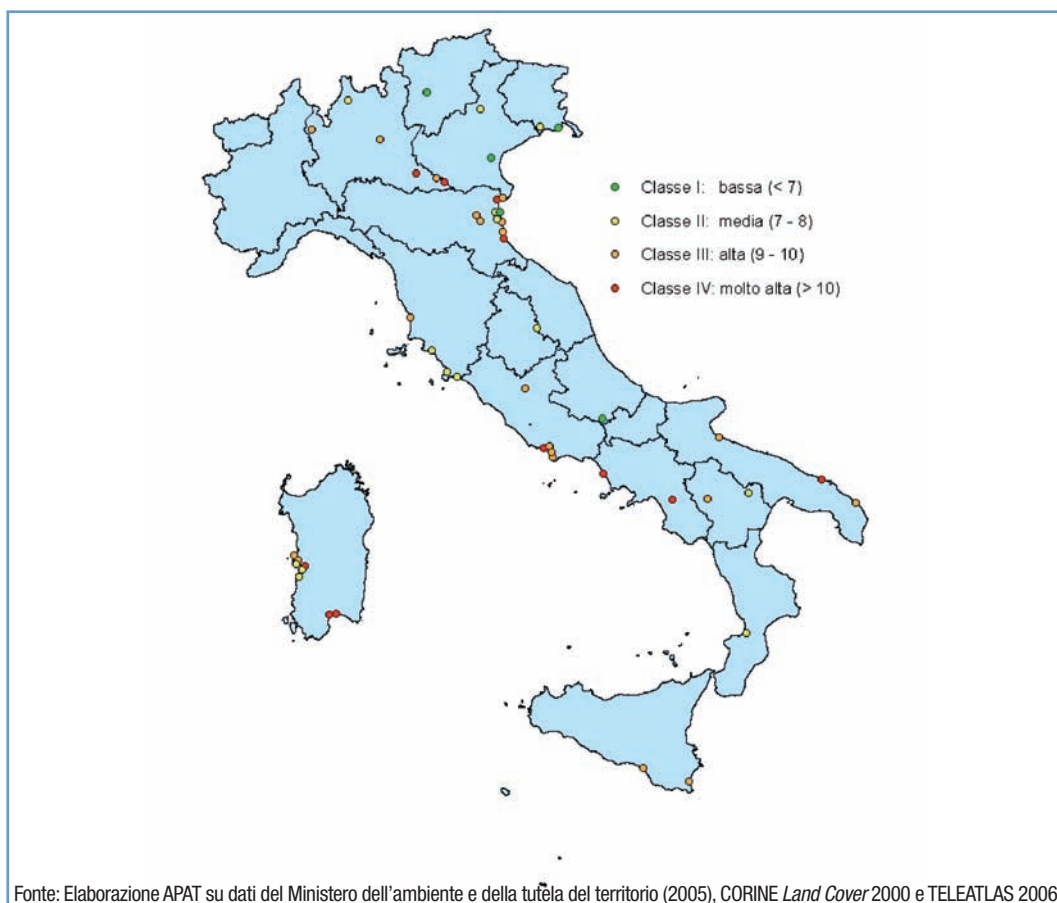 Classe I: bassa (< 7)
Classe II: media (7 - 8)
Classe III: alta (9 - 10)
Classe IV: molto alta (> 10)
Fonte: Elaborazione APAT su dati del Ministero dell'ambiente e della tutela del territorio (2005), CORINE Land Cover 2000 e TELEATLAS 2006